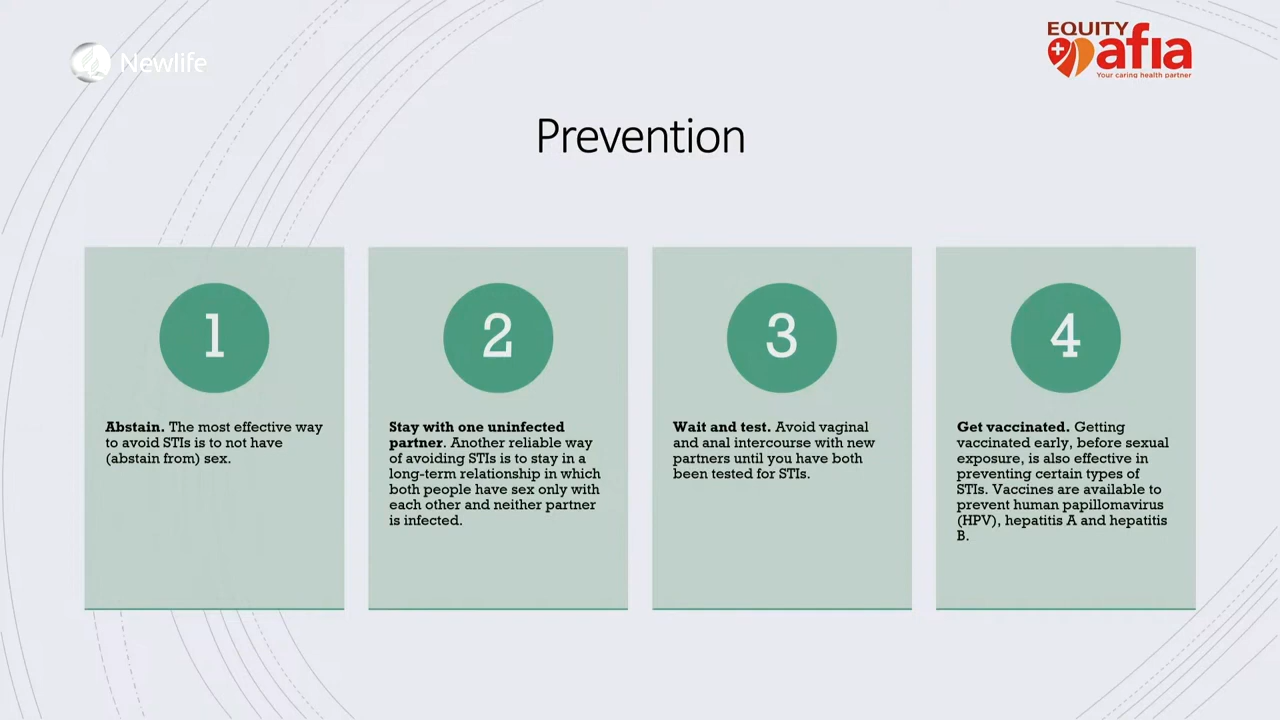 Newlife
EQUITY
afia
Your caring health partner
Prevention
1
Abstain. The most effective way
to avoid STIs is to not have
(abstain from) sex.
2
Stay with one uninfected
partner. Another reliable way
of avoiding STIs is to stay in a
long-term relationship in which
both people have sex only with
each other and neither partner
is infected.
3
Wait and test. Avoid vaginal
and anal intercourse with new
partners until you have both
been tested for STIs.
4
Get vaccinated. Getting
vaccinated early, before sexual
exposure, is also effective in
preventing certain types of
STIs. Vaccines are available to
prevent human papillomavirus
(HPV), hepatitis A and hepatitis
B.